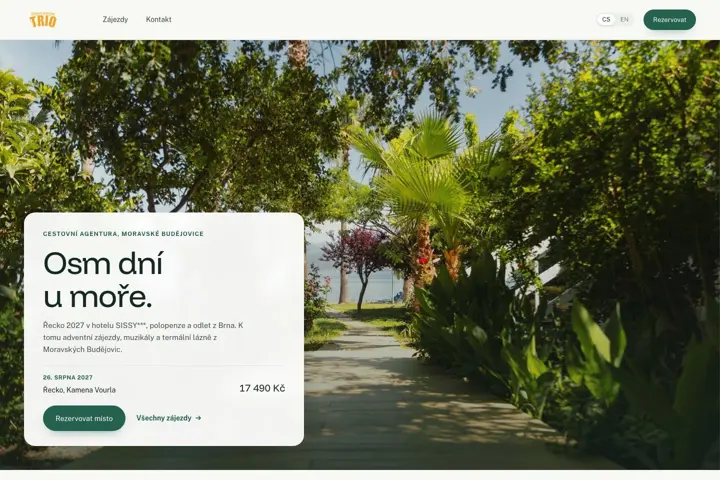 TRIO
Zájezdy
Kontakt
CS
EN
Rezervovat
CESTOVNÍ AGENTURA, MORAVSKÉ BUDĚJOVICE
Osm dní
u moře.
Řecko 2027 v hotelu SISSY***, polopenze a odlet z Brna. K
tomu adventní zájezdy, muzikály a termální lázně z
Moravských Budějovic.
26. SRPNA 2027
Řecko, Kamena Vourla
17 490 Kč
Rezervovat místo
Všechny zájezdy →